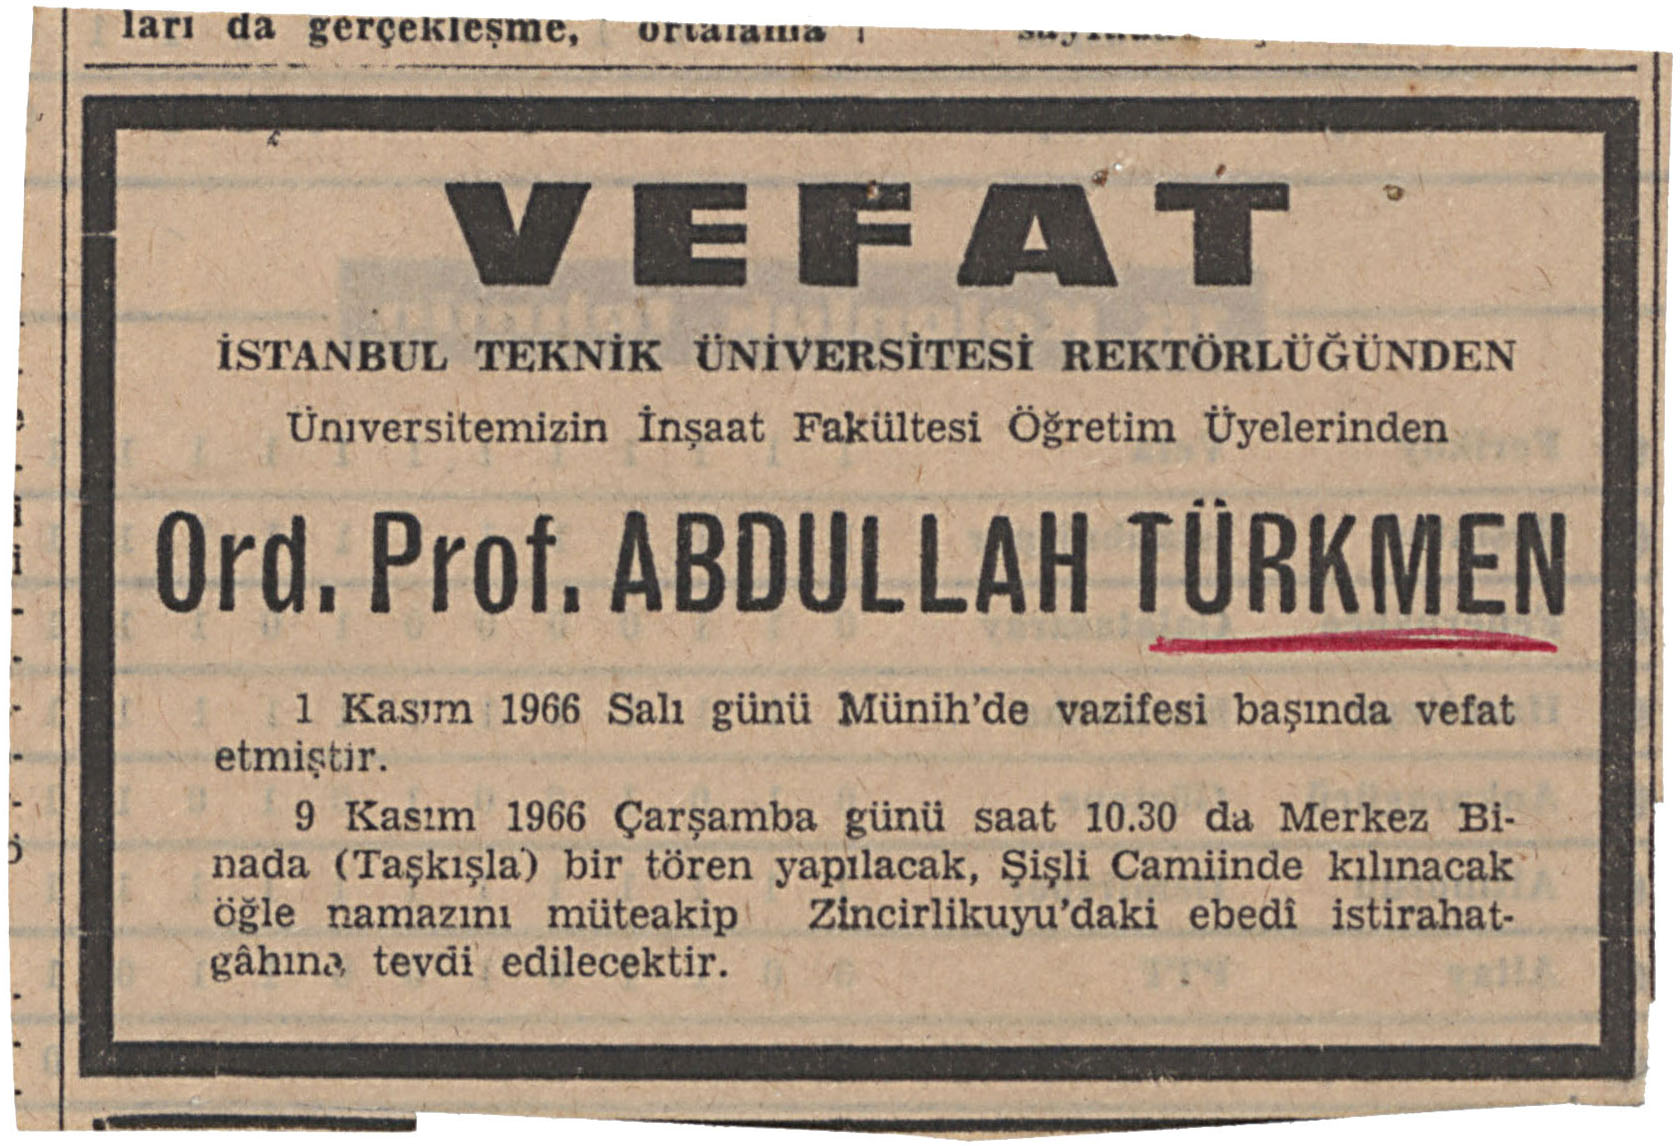 ları da gerçekleşme, ortalama
VEFAT
İSTANBUL TEKNİK ÜNİVERSİTESİ REKTÖRLÜĞÜNDEN
Üniversitemizin İnşaat Fakültesi Öğretim Üyelerinden
Ord. Prof. ABDULLAH TÜRKMEN
1 Kasım 1966 Salı günü Münih'de vazifesi başında vefat
etmiştir.
9 Kasım 1966 Çarşamba günü saat 10.30 da Merkez Bi-
nada (Taşkışla) bir tören yapılacak, Şişli Camiinde kılınacak
öğle namazını müteakip Zincirlikuyu'daki ebedî istirahat-
gâhına tevdi edilecektir.